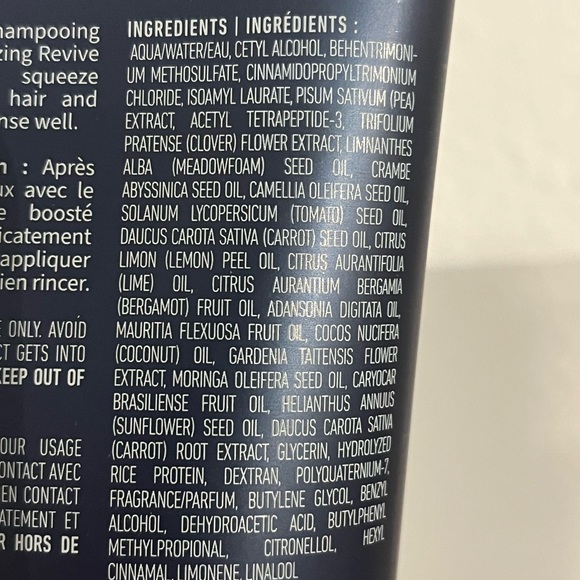 hampooing
zing Revive
squeeze
hair and
nse well.
n : Après
ux avec le
e boosté
licatement
appliquer
ien rincer.
E ONLY. AVOID
CT GETS INTO
KEEP OUT OF
OUR USAGE
ONTACT AVEC
EN CONTACT
ATEMENT ET
R HORS DE
INGREDIENTS | INGRÉDIENTS :
AQUA/WATER/EAU, CETYL ALCOHOL, BEHENTRIMONI-
UM METHOSULFATE, CINNAMIDOPROPYLTRIMONIUM
CHLORIDE, ISOAMYL LAURATE, PISUM SATIVUM (PEA)
EXTRACT, ACETYL TETRAPEPTIDE-3, TRIFOLIUM
PRATENSE (CLOVER) FLOWER EXTRACT, LIMNANTHES
ALBA (MEADOWFOAM) SEED OIL, CRAMBE
ABYSSINICA SEED OIL, CAMELLIA OLEIFERA SEED OIL,
SOLANUM LYCOPERSICUM (TOMATO) SEED OIL,
DAUCUS CAROTA SATIVA (CARROT) SEED OIL, CITRUS
LIMON (LEMON) PEEL OIL, CITRUS AURANTIFOLIA
(LIME) OIL, CITRUS AURANTIUM BERGAMIA
(BERGAMOT) FRUIT OIL, ADANSONIA DIGITATA OIL,
MAURITIA FLEXUOSA FRUIT OIL, COCOS NUCIFERA
(COCONUT) OIL, GARDENIA TAITENSIS FLOWER
EXTRACT, MORINGA OLEIFERA SEED OIL, CARYOCAR
BRASILIENSE FRUIT OIL, HELIANTHUS ANNUUS
(SUNFLOWER) SEED OIL, DAUCUS CAROTA SATIVA
(CARROT) ROOT EXTRACT, GLYCERIN, HYDROLYZED
RICE PROTEIN, DEXTRAN, POLYQUATERNIUM-7,
FRAGRANCE/PARFUM, BUTYLENE GLYCOL, BENZYL
ALCOHOL, DEHYDROACETIC ACID, BUTYLPHENYL
METHYLPROPIONAL, CITRONELLOL, HEXYL
CINNAMAL, LIMONENE, LINALOOL